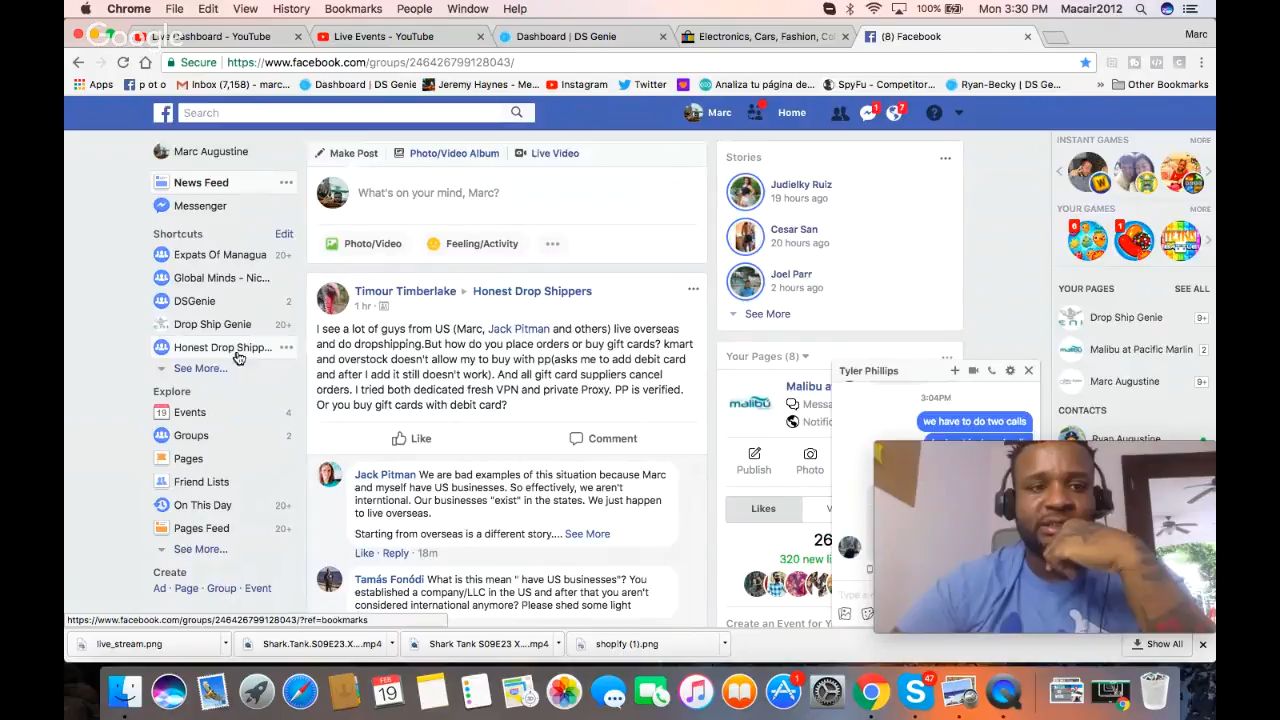 Chrome File Edit View History Bookmarks People Window Help 100% Mon 3:30 PM Macair2012
Google
Live Dashboard - YouTube Live Events - YouTube Dashboard | DS Genie Electronics, Cars, Fashion, Col (8) Facebook Marc
Secure https://www.facebook.com/groups/246426799128043/
Apps p ot o Inbox (7,158) - marc... Dashboard | DS Genie Jeremy Haynes - Me... Instagram Twitter Analiza tu página de... SpyFu - Competitor... Ryan-Becky | DS Ge... » Other Bookmarks
Search Marc Home 1 7
Marc Augustine
News Feed
Messenger
Shortcuts Edit
Expats Of Managua 20+
Global Minds - Nic...
DSGenie 2
Drop Ship Genie 20+
Honest Drop Shipp...
See More...
Explore
Events 4
Groups 2
Pages
Friend Lists
On This Day 20+
Pages Feed 20+
See More...
Create
Ad · Page · Group · Event
https://www.facebook.com/groups/246426799128043/?ref=bookmarks
Make Post Photo/Video Album Live Video
What's on your mind, Marc?
Photo/Video Feeling/Activity
Timour Timberlake Honest Drop Shippers
1 hr ·
I see a lot of guys from US (Marc, Jack Pitman and others) live overseas
and do dropshipping.But how do you place orders or buy gift cards? kmart
and overstock doesn't allow my to buy with pp(asks me to add debit card
and after I add it still doesn't work). And all gift card suppliers cancel
orders. I tried both dedicated fresh VPN and private Proxy. PP is verified.
Or you buy gift cards with debit card?
Like Comment
Jack Pitman We are bad examples of this situation because Marc
and myself have US businesses. So effectively, we aren't
interntional. Our businesses "exist" in the states. We just happen
to live overseas.
Starting from overseas is a different story.... See More
Like · Reply · 18m
Tamás Fonódi What is this mean " have US businesses"? You
established a company/LLC in the US and after that you aren't
considered international anymore? Please shed some light
Stories
Judielky Ruiz
19 hours ago
Cesar San
20 hours ago
Joel Parr
2 hours ago
See More
Your Pages (8)
Malibu a
Messa
Notific
malibu
Publish Photo
Likes
26
320 new li
Create an Event for Yo
Tyler Phillips
3:04PM
we have to do two calls
INSTANT GAMES MORE
YOUR GAMES MORE
6 1
YOUR PAGES SEE ALL
Drop Ship Genie 9+
Malibu at Pacific Marlin 2
Marc Augustine 9+
CONTACTS
Ryan Augustine
live_stream.png Shark.Tank.S09E23.X....mp4 Shark Tank S09E23 X....mp4 shopify (1).png Show All
FEB 19 1 47